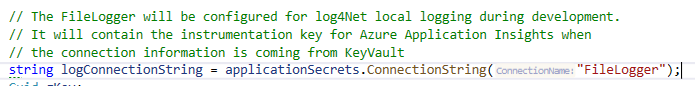 // The FileLogger will be configured for log4Net local logging during development.
// It will contain the instrumentation key for Azure Application Insights when
// the connection information is coming from KeyVault
string logConnectionString = applicationSecrets.ConnectionString(ConnectionName: "FileLogger");